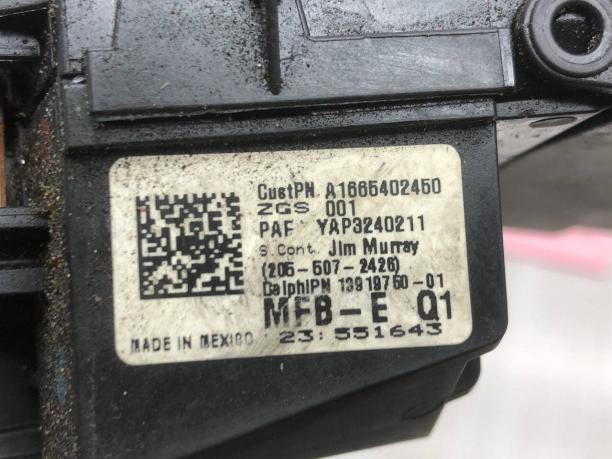 CustPN A1665402450
ZGS 001
PAF YAP3240211
S.Cont. Jim Murray
(205-507-2426)
DelphiPN 13919750-01
MFB-E Q1
MADE IN MEXICO 23:551643